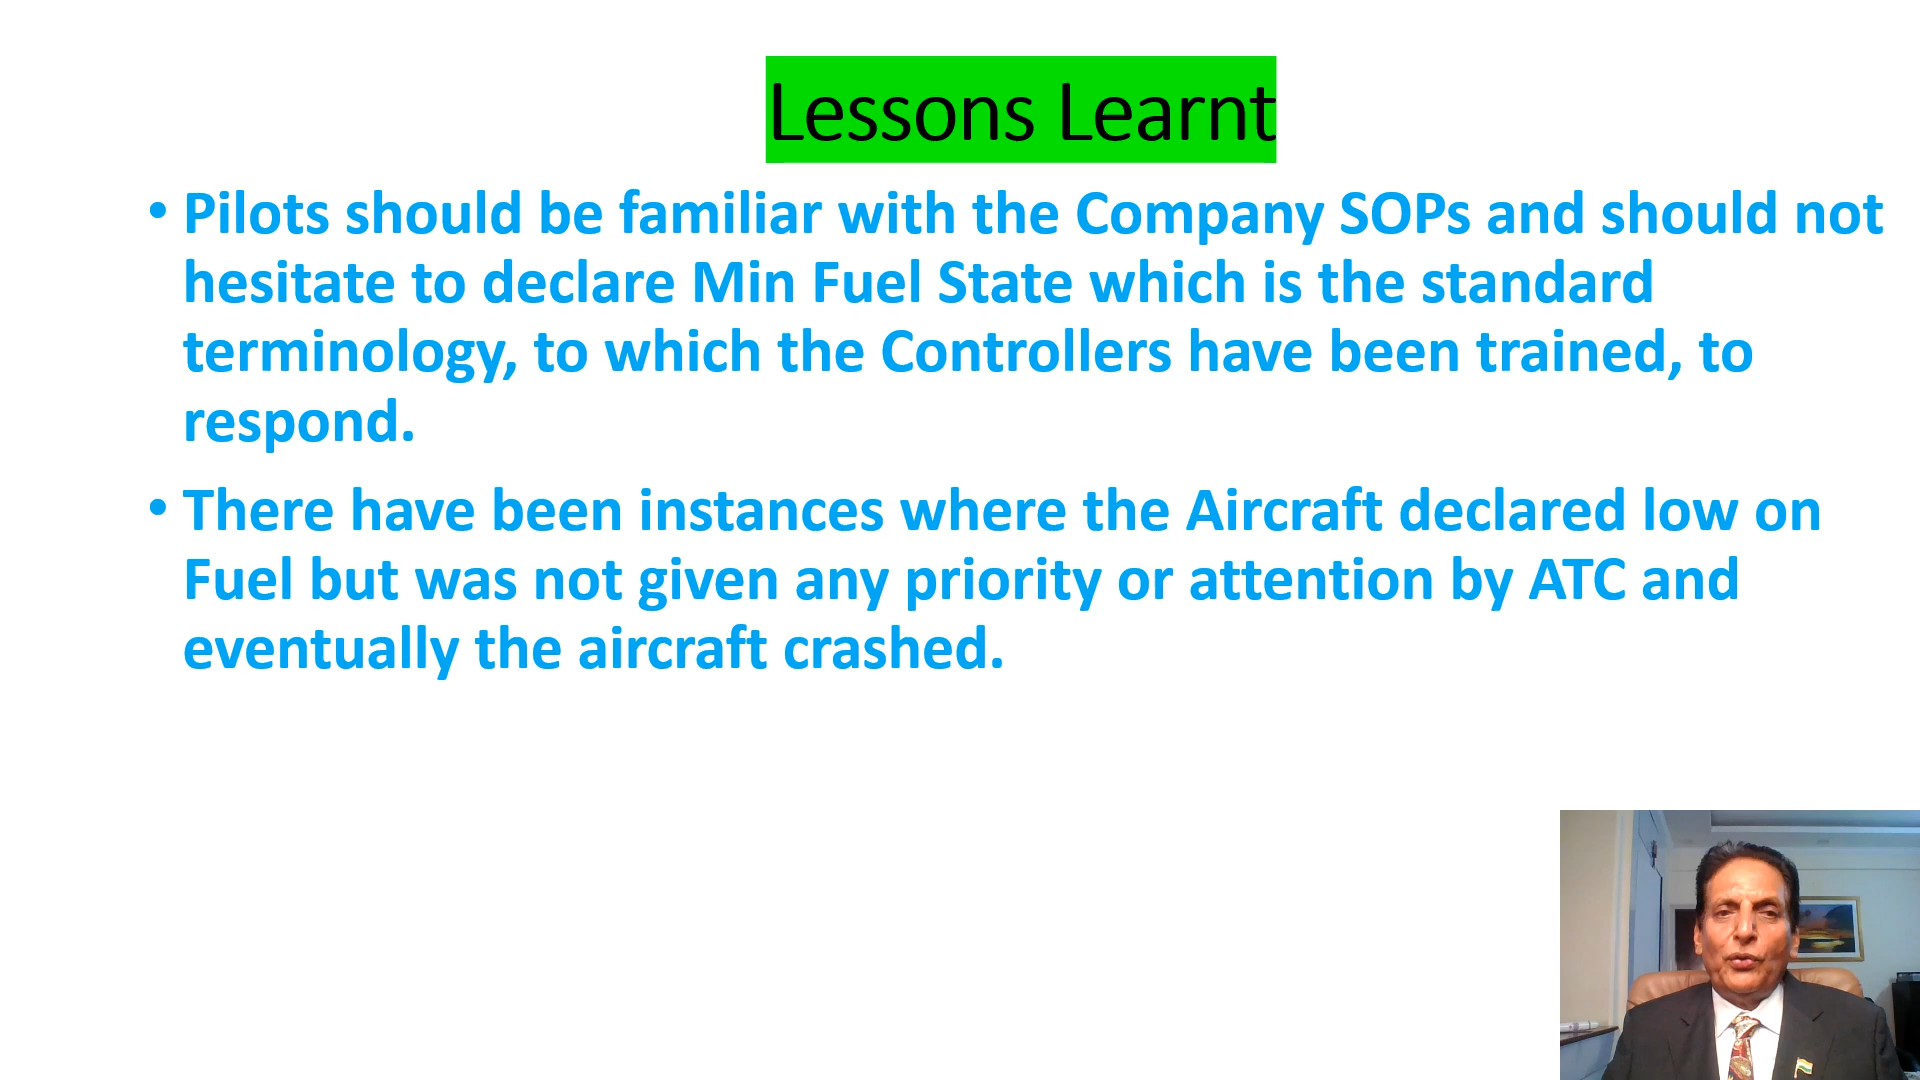 Lessons Learnt
• Pilots should be familiar with the Company SOPs and should not
hesitate to declare Min Fuel State which is the standard
terminology, to which the Controllers have been trained, to
respond.
• There have been instances where the Aircraft declared low on
Fuel but was not given any priority or attention by ATC and
eventually the aircraft crashed.